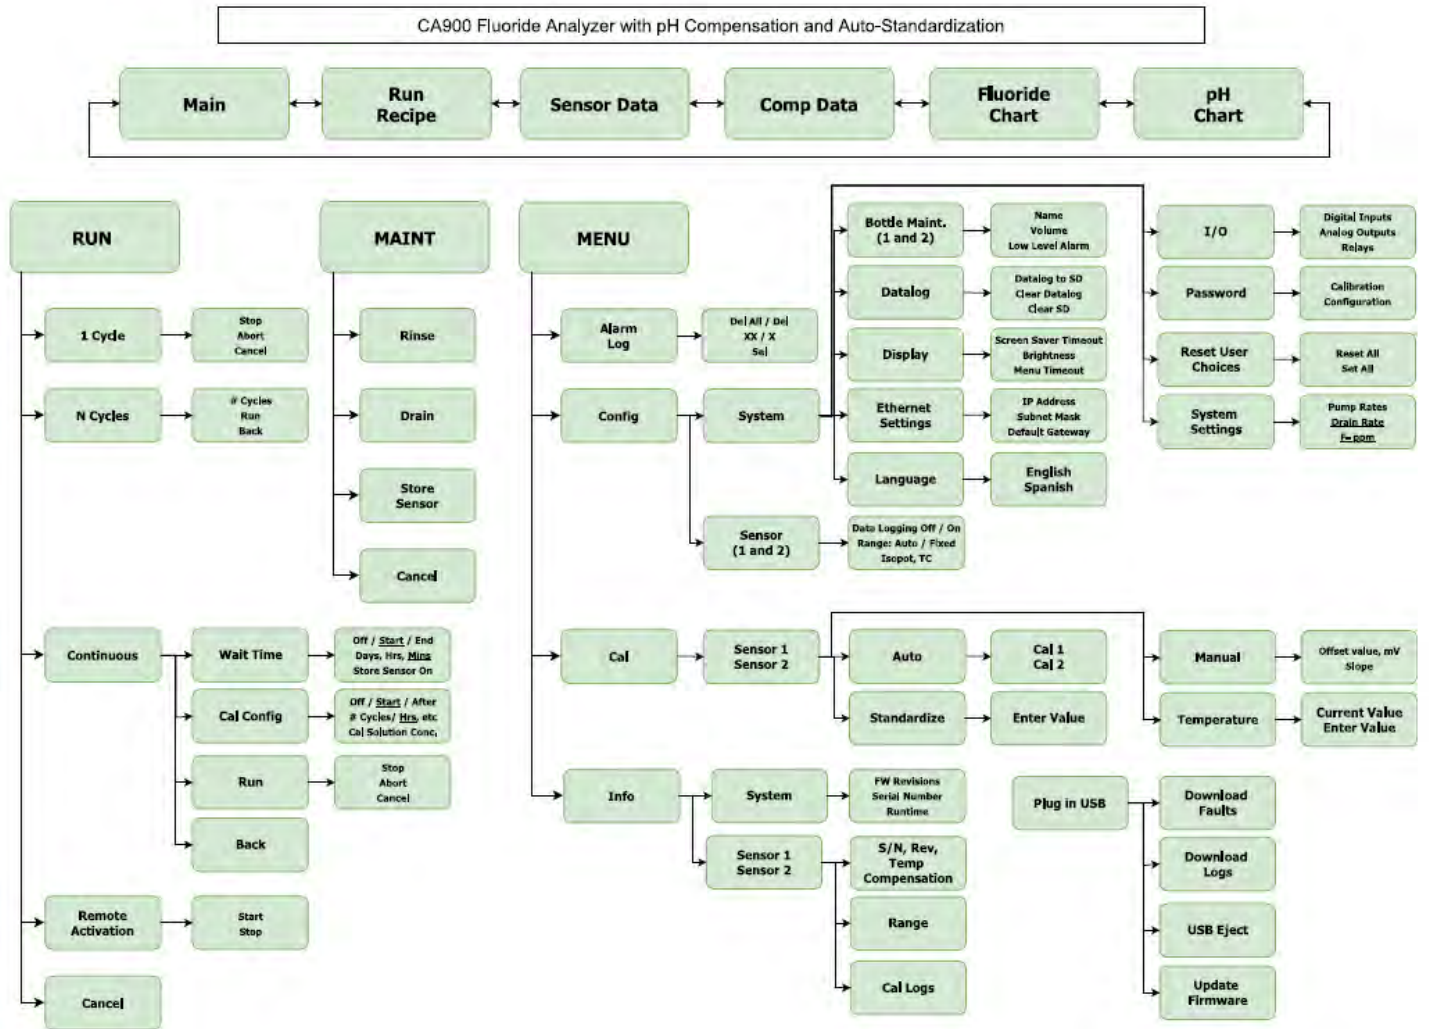 CA900 Fluoride Analyzer with pH Compensation and Auto-Standardization
Main
Run
Recipe
Sensor Data
Comp Data
Fluoride
Chart
pH
Chart
RUN
1 Cycle
Stop
Abort
Cancel
N Cycles
# Cycles
Run
Back
Continuous
Wait Time
Off / Start / End
Days, Hrs, Mins
Store Sensor On
Cal Config
Off / Start / After
# Cycles/ Hrs, etc
Cal Solution Conc.
Run
Stop
Abort
Cancel
Back
Remote
Activation
Start
Stop
Cancel
MAINT
Rinse
Drain
Store
Sensor
Cancel
MENU
Alarm
Log
Del All / Del
XX / X
Sel
Config
System
Bottle Maint.
(1 and 2)
Name
Volume
Low Level Alarm
Datalog
Datalog to SD
Clear Datalog
Clear SD
Display
Screen Saver Timeout
Brightness
Menu Timeout
Ethernet
Settings
IP Address
Subnet Mask
Default Gateway
Language
English
Spanish
I/O
Digital Inputs
Analog Outputs
Relays
Password
Calibration
Configuration
Reset User
Choices
Reset All
Set All
System
Settings
Pump Rates
Drain Rate
F= ppm
Sensor
(1 and 2)
Data Logging Off / On
Range: Auto / Fixed
Isopot, TC
Cal
Sensor 1
Sensor 2
Auto
Cal 1
Cal 2
Standardize
Enter Value
Manual
Offset value, mV
Slope
Temperature
Current Value
Enter Value
Info
System
FW Revisions
Serial Number
Runtime
Sensor 1
Sensor 2
S/N, Rev,
Temp
Compensation
Range
Cal Logs
Plug in USB
Download
Faults
Download
Logs
USB Eject
Update
Firmware